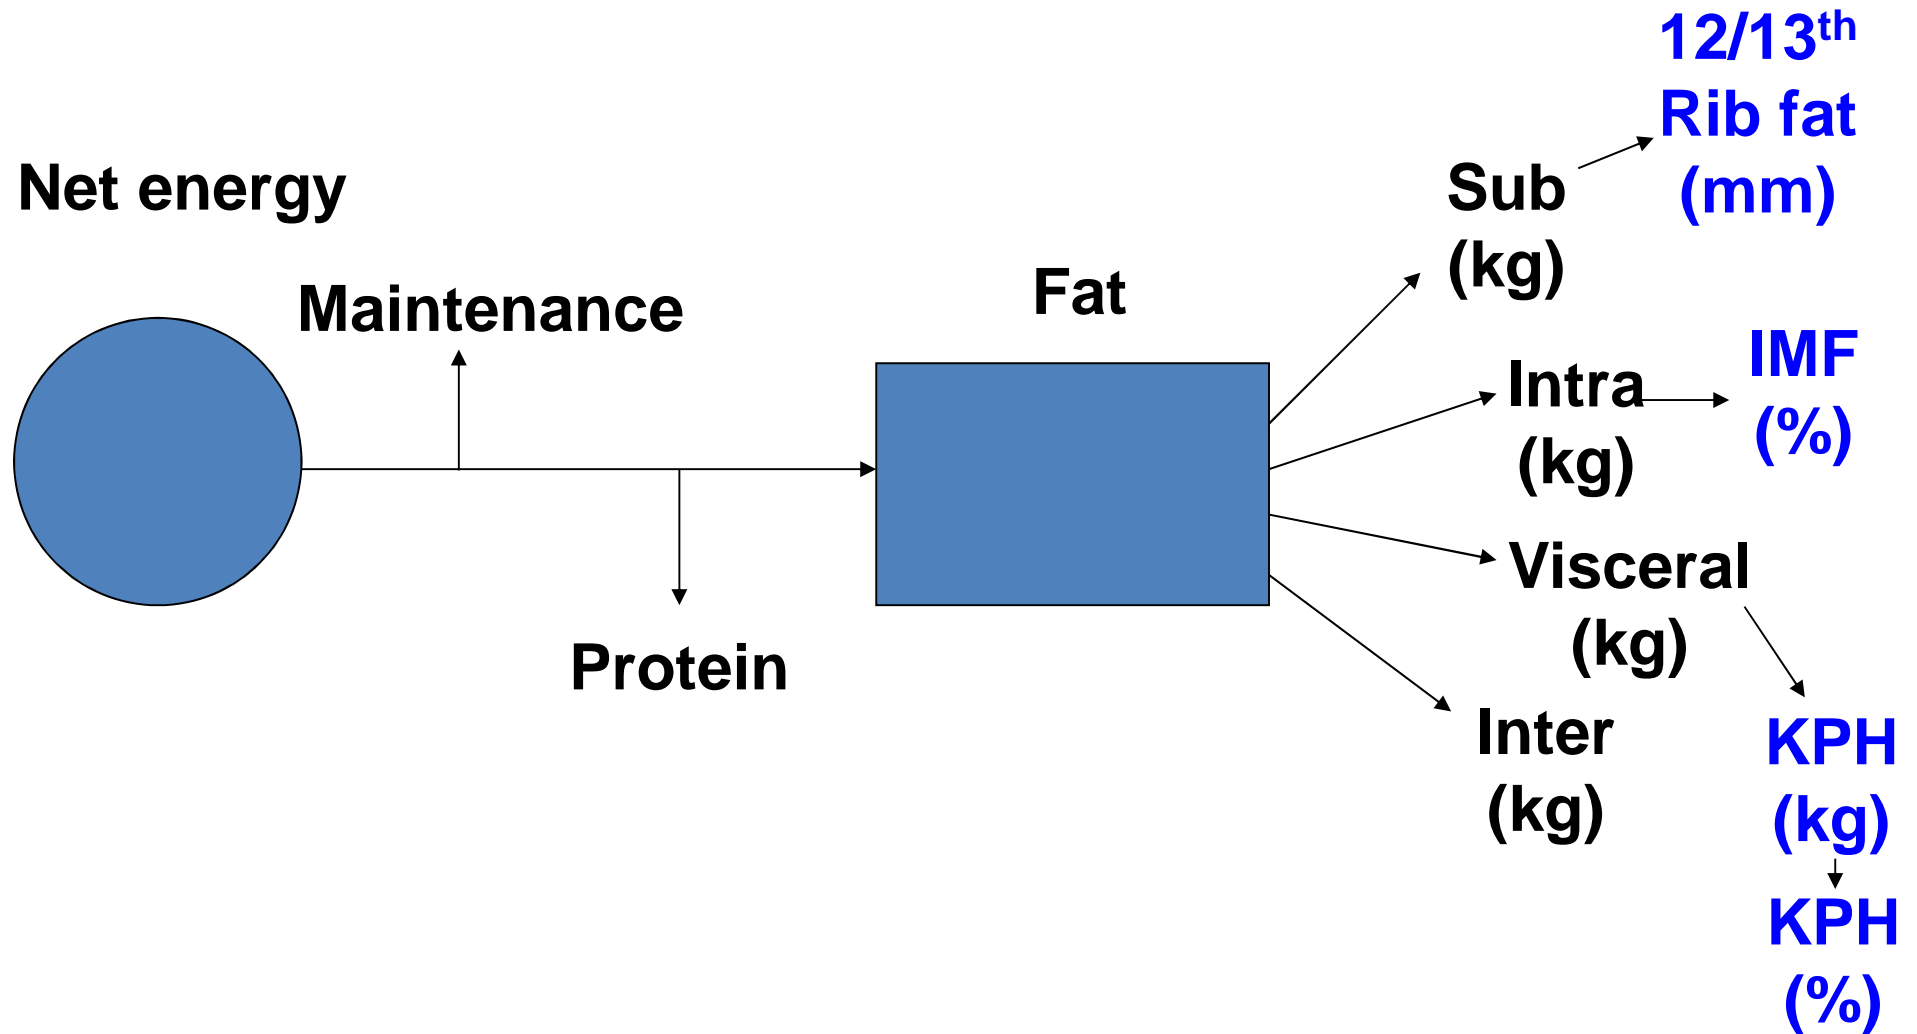 Net energy
Maintenance
Protein
Fat
Sub
(kg)
12/13th
Rib fat
(mm)
Intra
(kg)
IMF
(%)
Visceral
(kg)
Inter
(kg)
KPH
(kg)
KPH
(%)